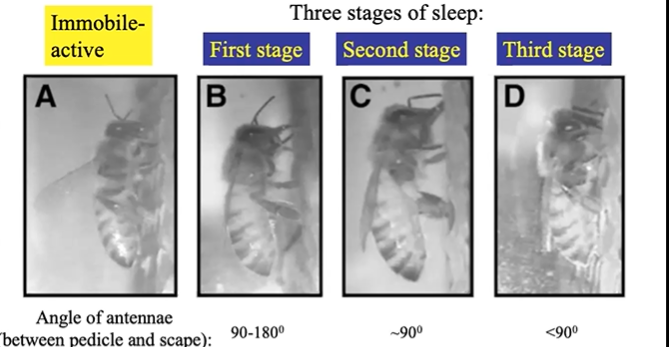 Three stages of sleep:
Immobile-
active
First stage
Second stage
Third stage
A
B
C
D
Angle of antennae
(between pedicle and scape):
90-180⁰
~90⁰
<90⁰